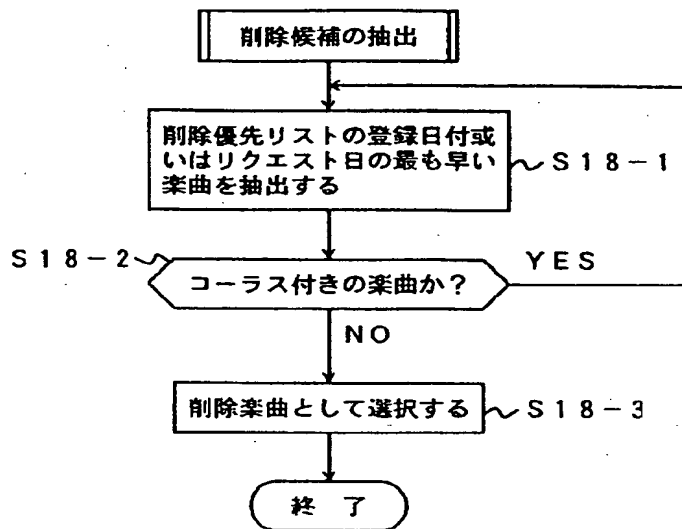 削除候補の抽出
削除優先リストの登録日付或
いはリクエスト日の最も早い
楽曲を抽出する
S18-1
S18-2
コーラス付きの楽曲か?
YES
NO
削除楽曲として選択する
S18-3
終了